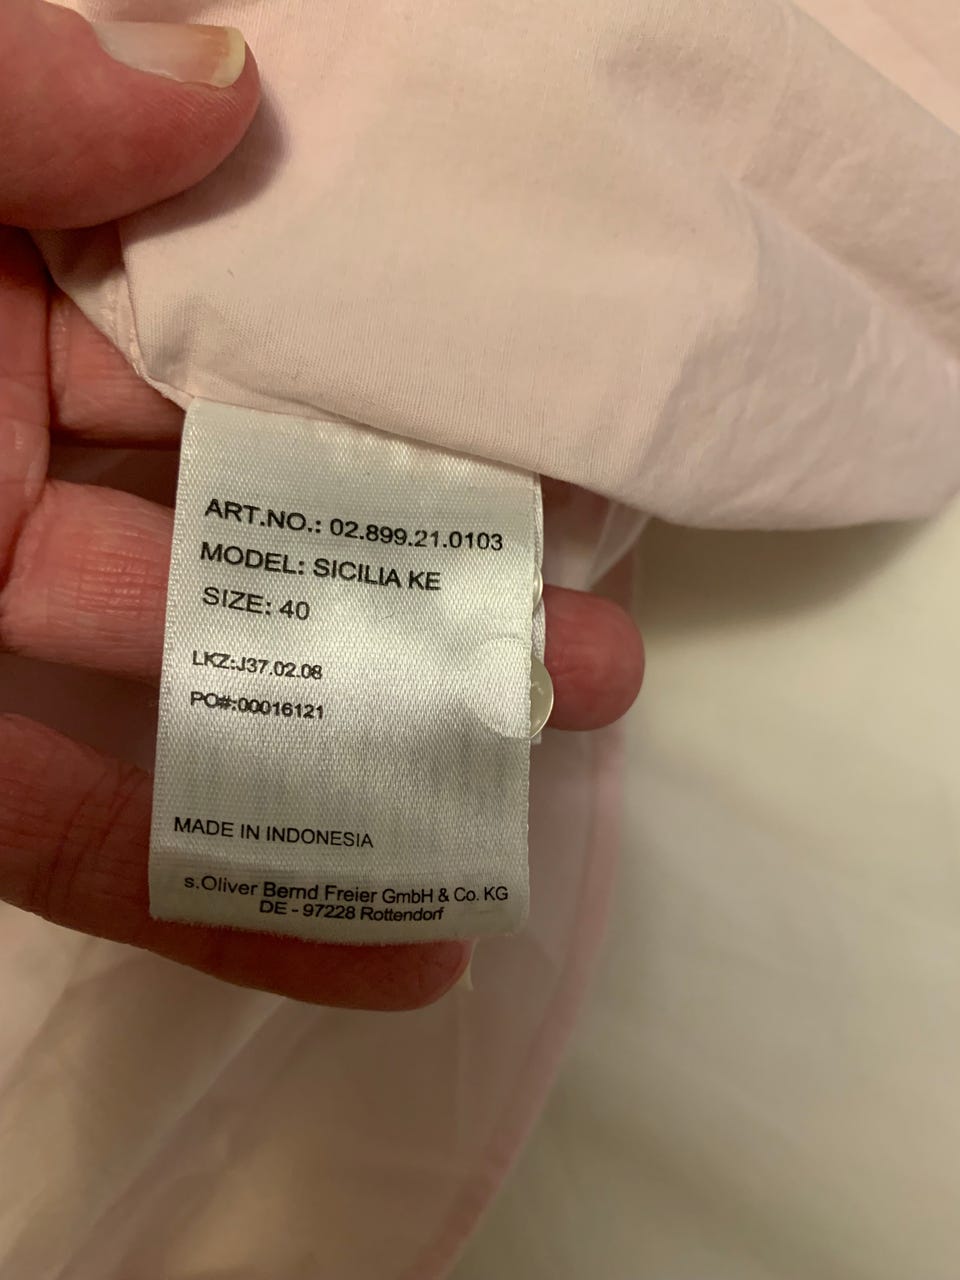 ART.NO.: 02.899.21.0103
MODEL: SICILIA KE
SIZE: 40
LKZ:J37.02.08
PO#:00016121
MADE IN INDONESIA
s.Oliver Bernd Freier GmbH & Co. KG
DE - 97228 Rottendorf